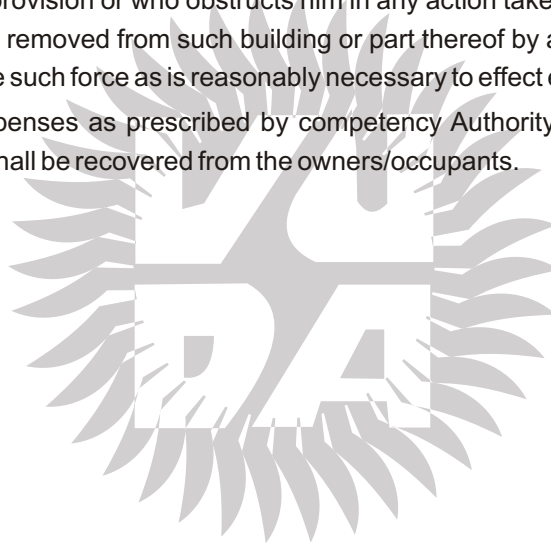 provision or who obstructs him in any action take
removed from such building or part thereof by a
such force as is reasonably necessary to effect e
penses as prescribed by competency Authority
hall be recovered from the owners/occupants.
VUDA